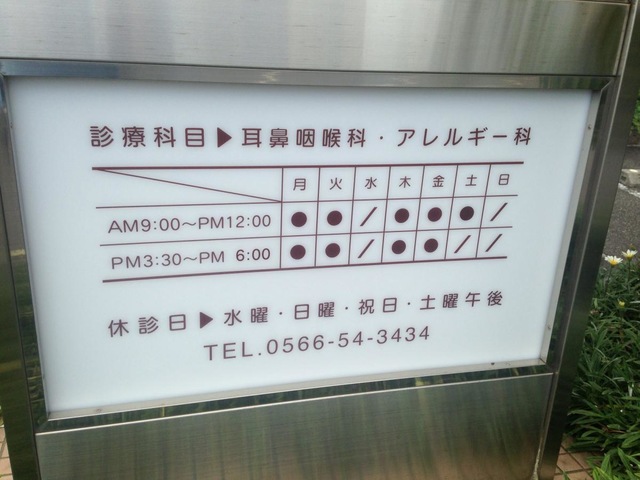 診療科目▶耳鼻咽喉科・アレルギー科
月 火 水 木 金 土 日
AM9:00〜PM12:00 ● ● / ● ● ● /
PM3:30〜PM 6:00 ● ● / ● ● / /
休診日▶水曜・日曜・祝日・土曜午後
TEL.0566-54-3434